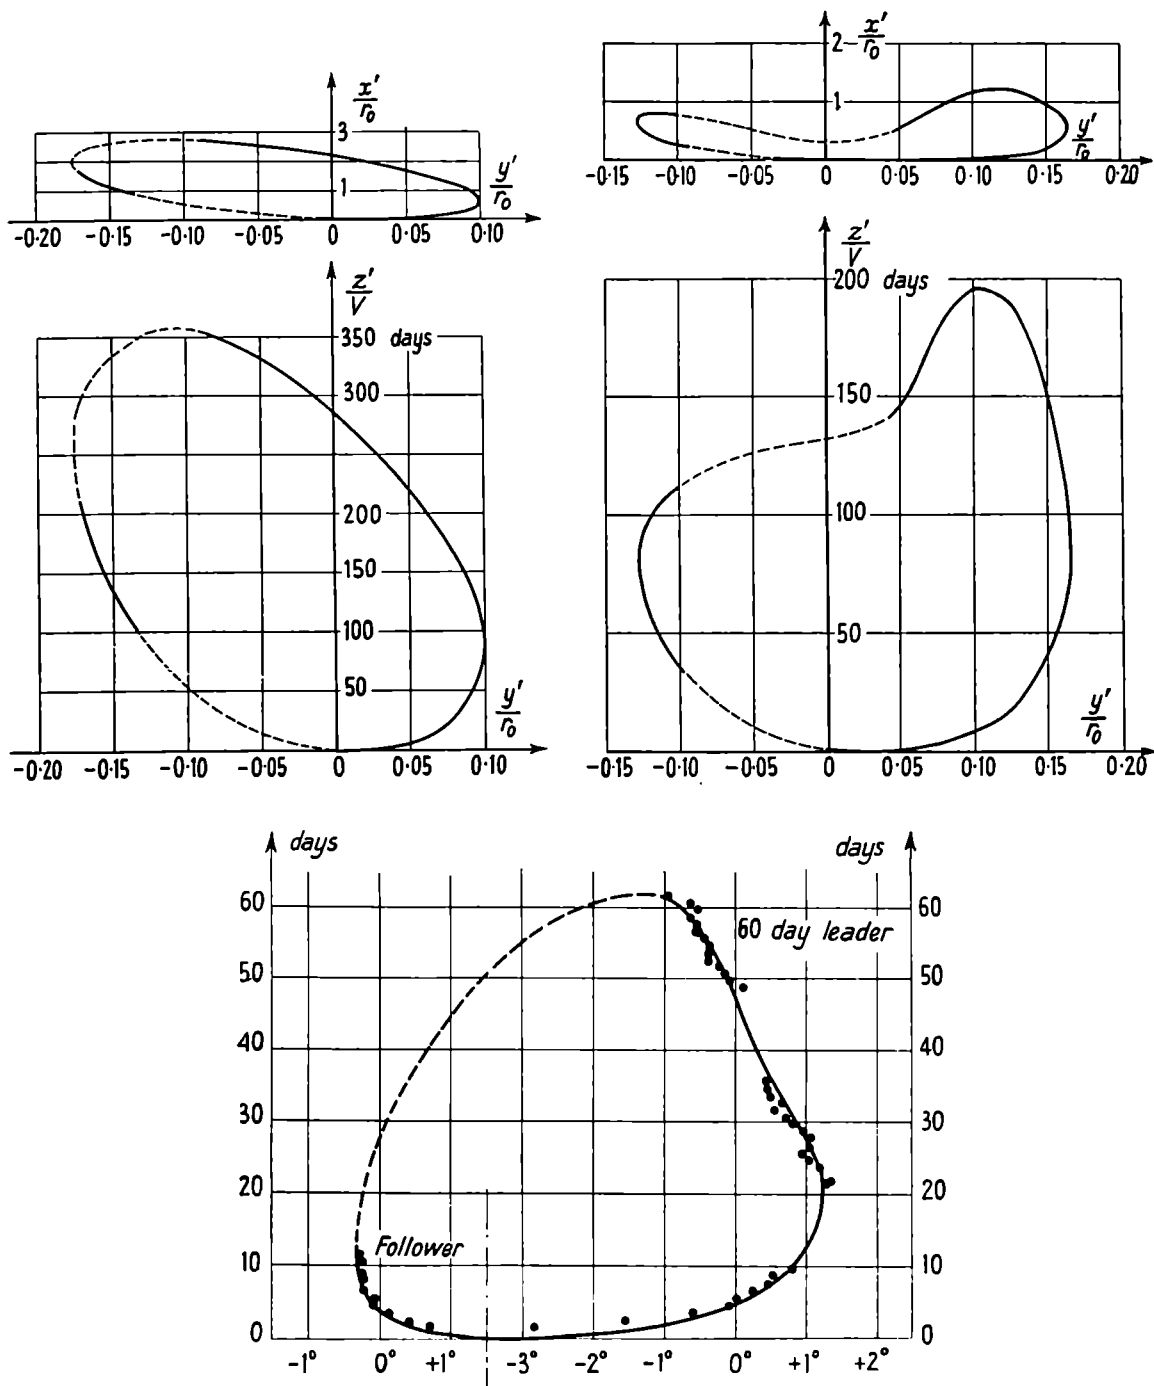 x'/r₀
3
1
y'/r₀
-0·20 -0·15 -0·10 -0·05 0 0·05 0·10
z'/V
350 days
300
200
150
100
50
y'/r₀
-0·20 -0·15 -0·10 -0·05 0 0·05 0·10
2 x'/r₀
1
y'/r₀
-0·15 -0·10 -0·05 0 0·05 0·10 0·15 0·20
z'/V
200 days
150
100
50
y'/r₀
-0·15 -0·10 -0·05 0 0·05 0·10 0·15 0·20
days days
60 60
60 day leader
50 50
40 40
30 30
20 20
Follower
10 10
0 0
-1° 0° +1° -3° -2° -1° 0° +1° +2°